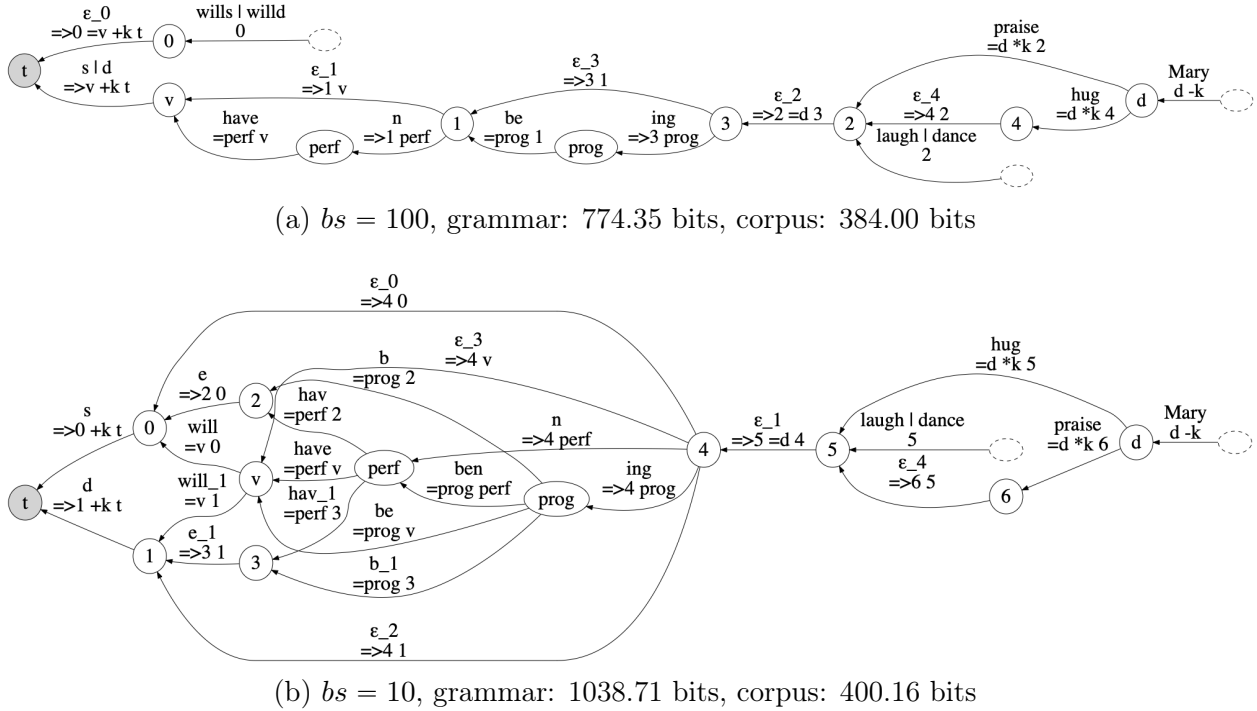 ε_0
=>0 =v +k t
wills | willd
0
0
t
s | d
=>v +k t
v
ε_1
=>1 v
have
=perf v
perf
n
=>1 perf
1
be
=prog 1
prog
ε_3
=>3 1
ing
=>3 prog
3
ε_2
=>2 =d 3
2
praise
=d *k 2
ε_4
=>4 2
laugh | dance
2
4
hug
=d *k 4
d
Mary
d -k
(a) bs = 100, grammar: 774.35 bits, corpus: 384.00 bits
ε_0
=>4 0
ε_3
=>4 v
b
=prog 2
e
=>2 0
2
hav
=perf 2
s
=>0 +k t
0
will
=v 0
have
=perf v
perf
n
=>4 perf
4
ε_1
=>5 =d 4
5
hug
=d *k 5
laugh | dance
5
praise
=d *k 6
d
Mary
d -k
ε_4
=>6 5
6
t
d
=>1 +k t
will_1
=v 1
v
hav_1
=perf 3
ben
=prog perf
prog
ing
=>4 prog
be
=prog v
1
e_1
=>3 1
3
b_1
=prog 3
ε_2
=>4 1
(b) bs = 10, grammar: 1038.71 bits, corpus: 400.16 bits